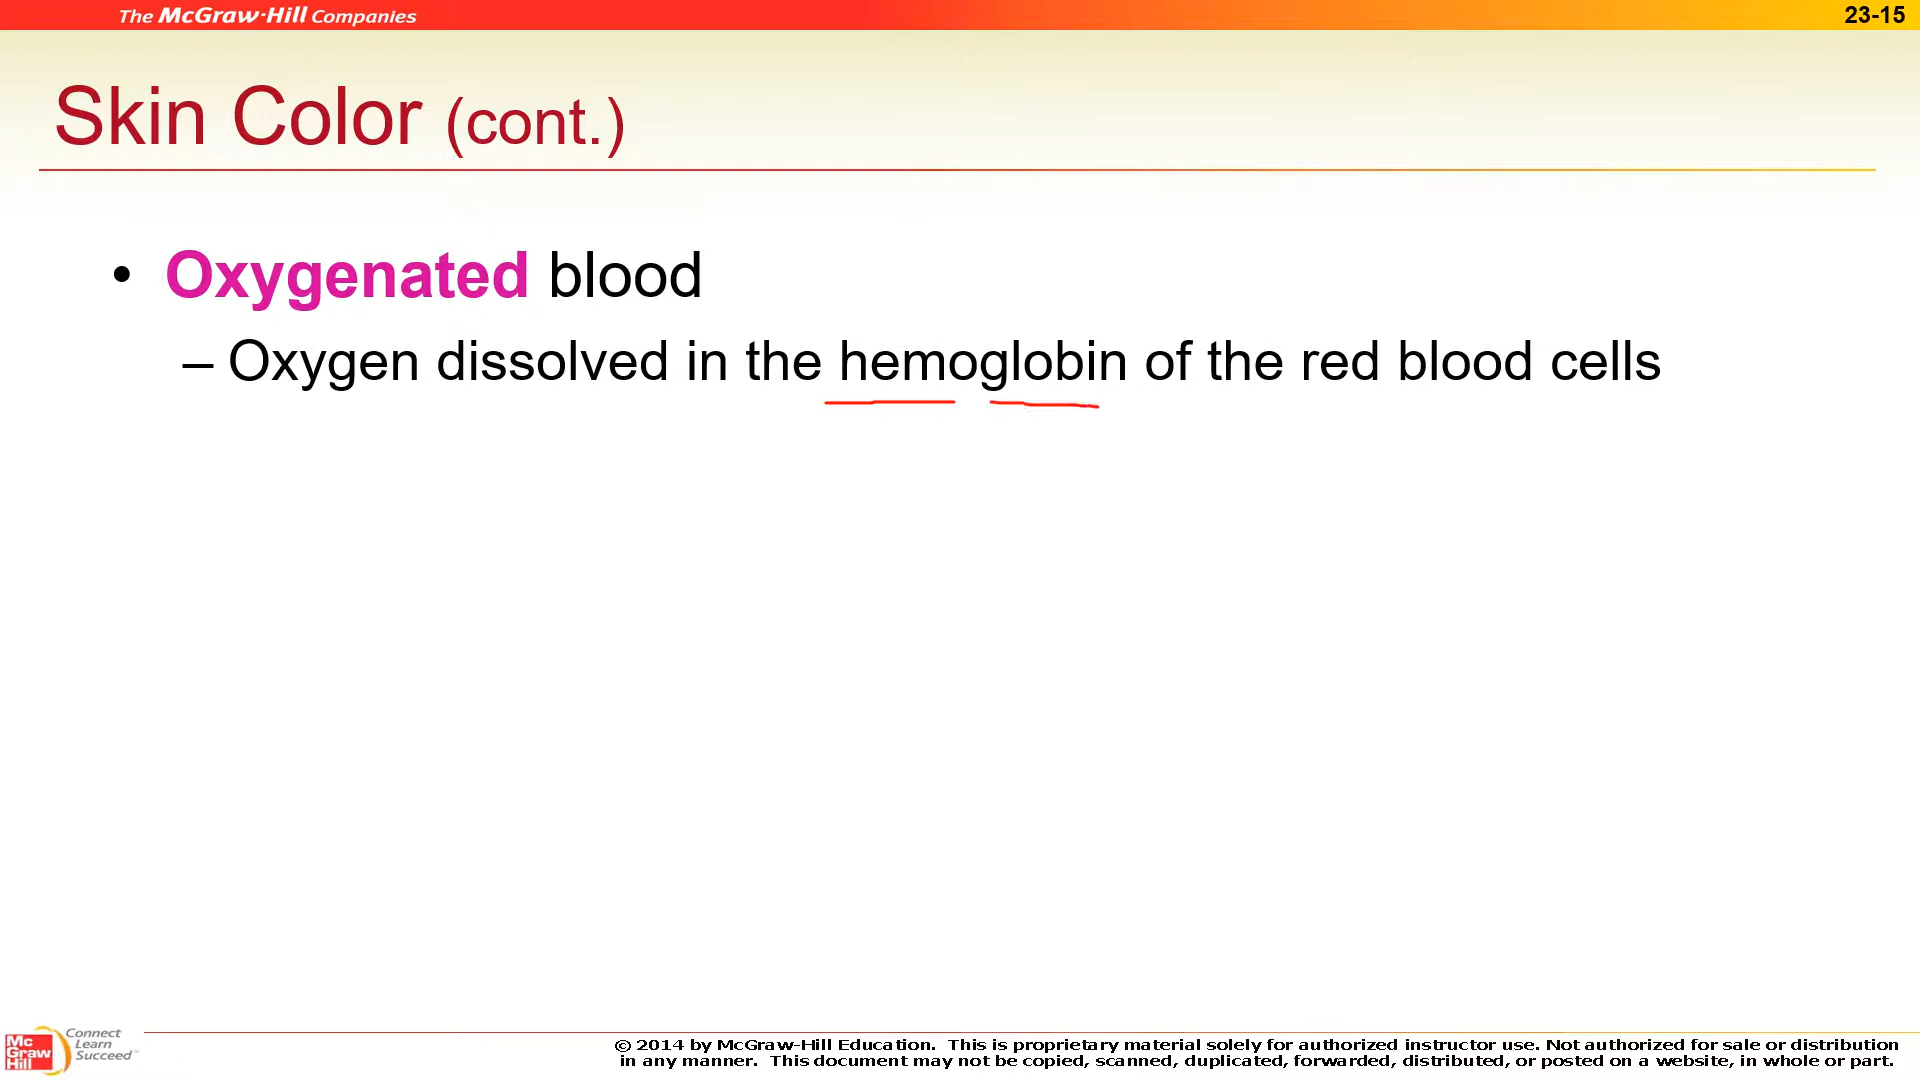 The McGraw-Hill Companies
23-15
Skin Color (cont.)
• Oxygenated blood
– Oxygen dissolved in the hemoglobin of the red blood cells
Mc
Graw
Hill
Connect
Learn
Succeed™
© 2014 by McGraw-Hill Education. This is proprietary material solely for authorized instructor use. Not authorized for sale or distribution
in any manner. This document may not be copied, scanned, duplicated, forwarded, distributed, or posted on a website, in whole or part.